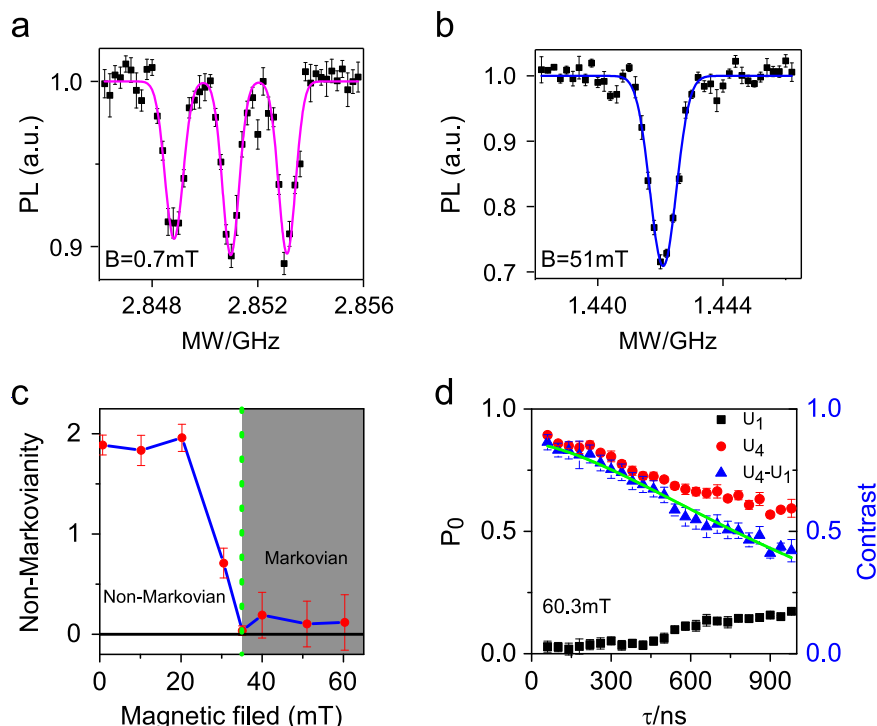 a
1.0
0.9
PL (a.u.)
B=0.7mT
2.848 2.852 2.856
MW/GHz
b
1.0
0.9
0.8
0.7
PL (a.u.)
B=51mT
1.440 1.444
MW/GHz
c
2
1
0
Non-Markovianity
Non-Markovian
Markovian
0 20 40 60
Magnetic filed (mT)
d
1.0
0.5
0.0
P0
U1
U4
U4-U1
60.3mT
1.0
0.5
0.0
Contrast
0 300 600 900
τ/ns